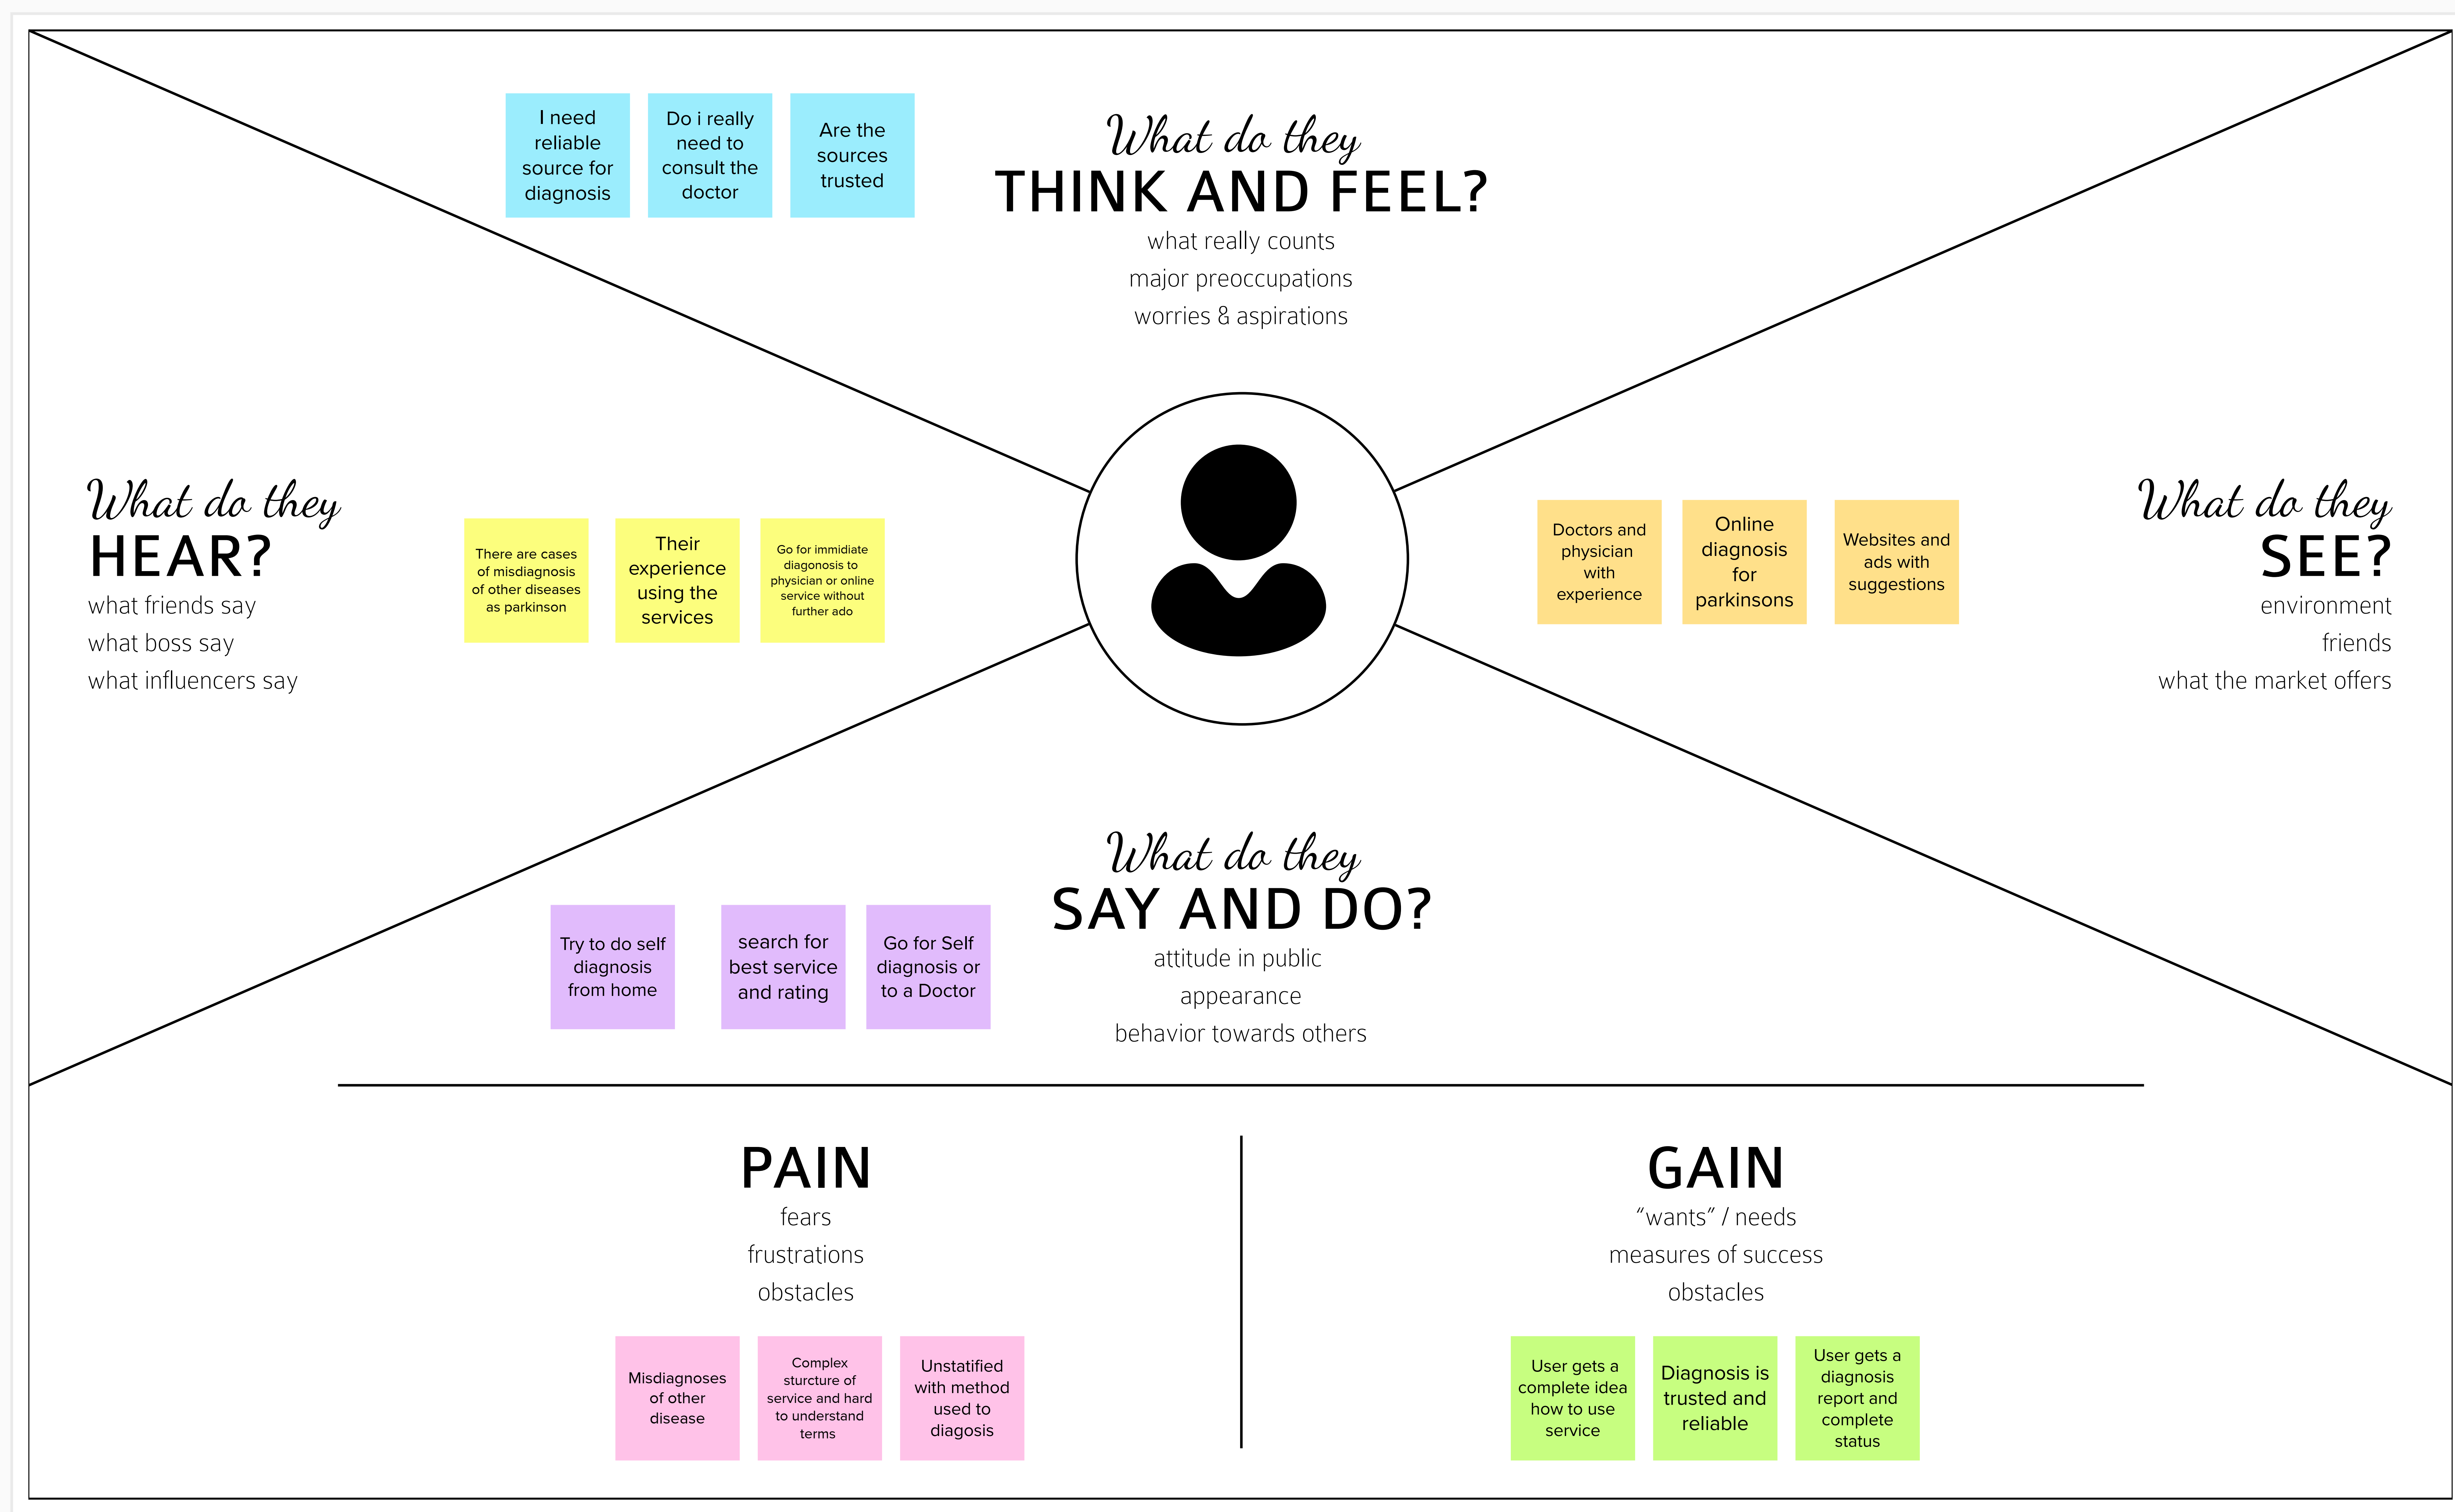 I need
reliable
source for
diagnosis
Do i really
need to
consult the
doctor
Are the
sources
trusted
What do they
THINK AND FEEL?
what really counts
major preoccupations
worries & aspirations
What do they
HEAR?
what friends say
what boss say
what influencers say
There are cases
of misdiagnosis
of other diseases
as parkinson
Their
experience
using the
services
Go for immidiate
diagonosis to
physician or online
service without
further ado
Doctors and
physician
with
experience
Online
diagnosis
for
parkinsons
Websites and
ads with
suggestions
What do they
SEE?
environment
friends
what the market offers
Try to do self
diagnosis
from home
search for
best service
and rating
Go for Self
diagnosis or
to a Doctor
What do they
SAY AND DO?
attitude in public
appearance
behavior towards others
PAIN
fears
frustrations
obstacles
Misdiagnoses
of other
disease
Complex
sturcture of
service and hard
to understand
terms
Unstatified
with method
used to
diagosis
GAIN
“wants” / needs
measures of success
obstacles
User gets a
complete idea
how to use
service
Diagnosis is
trusted and
reliable
User gets a
diagnosis
report and
complete
status